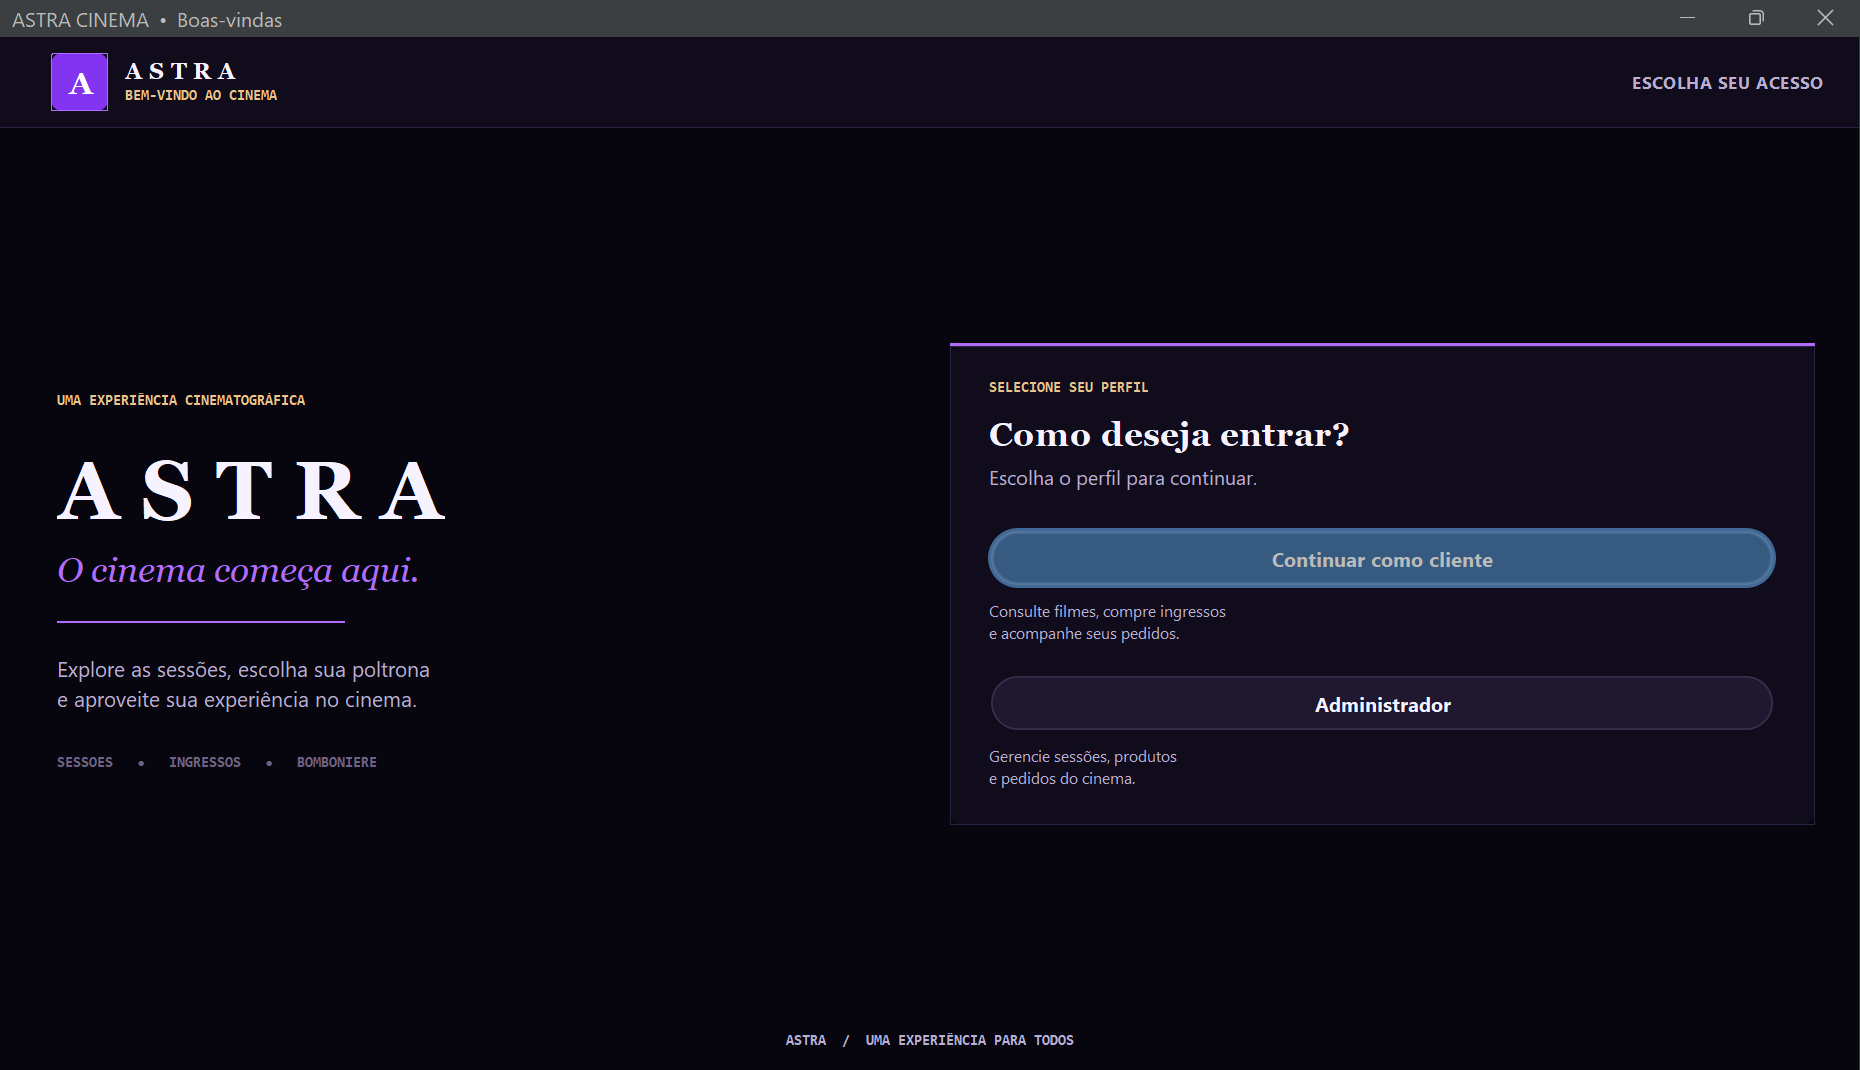 ASTRA CINEMA • Boas-vindas
A
ASTRA
BEM-VINDO AO CINEMA
ESCOLHA SEU ACESSO
UMA EXPERIÊNCIA CINEMATOGRÁFICA
ASTRA
O cinema começa aqui.
Explore as sessões, escolha sua poltrona
e aproveite sua experiência no cinema.
SESSOES • INGRESSOS • BOMBONIERE
SELECIONE SEU PERFIL
Como deseja entrar?
Escolha o perfil para continuar.
Continuar como cliente
Consulte filmes, compre ingressos
e acompanhe seus pedidos.
Administrador
Gerencie sessões, produtos
e pedidos do cinema.
ASTRA / UMA EXPERIÊNCIA PARA TODOS